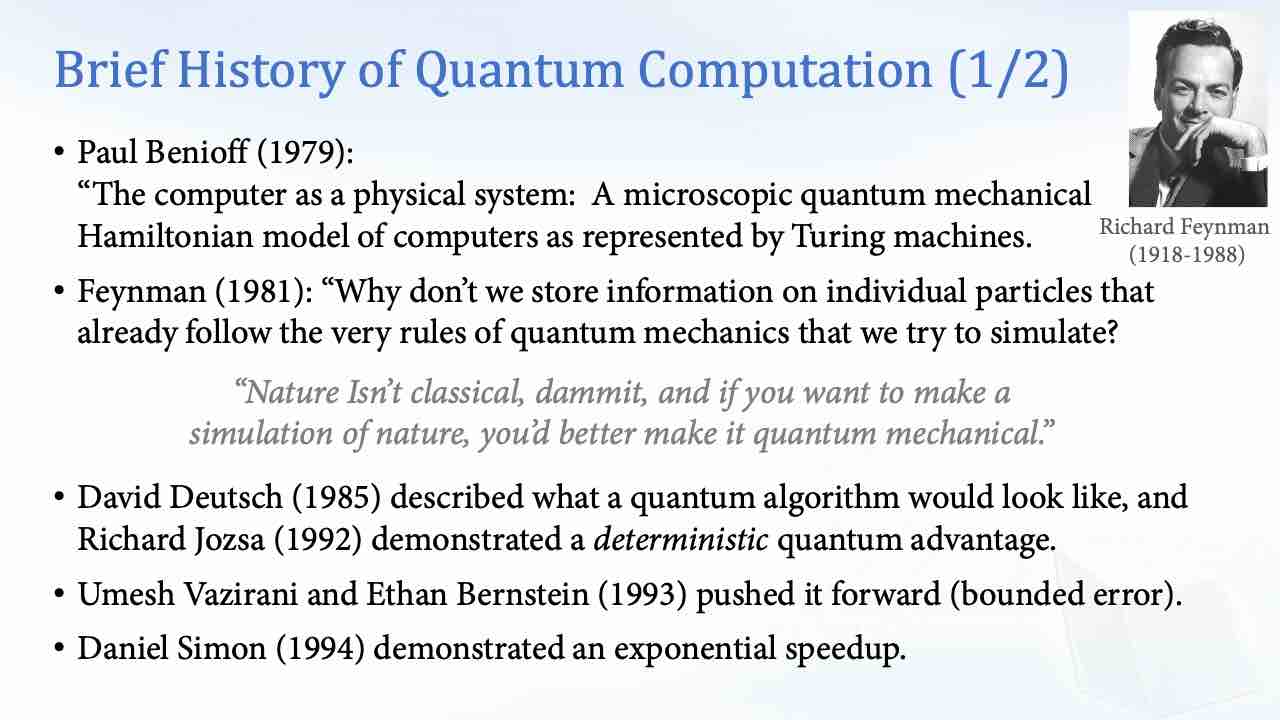 Brief History of Quantum Computation (1/2)
• Paul Benioff (1979):
“The computer as a physical system:  A microscopic quantum mechanical
Hamiltonian model of computers as represented by Turing machines.
Richard Feynman
(1918-1988)
• Feynman (1981): “Why don’t we store information on individual particles that
already follow the very rules of quantum mechanics that we try to simulate?
“Nature Isn’t classical, dammit, and if you want to make a
simulation of nature, you’d better make it quantum mechanical.”
• David Deutsch (1985) described what a quantum algorithm would look like, and
Richard Jozsa (1992) demonstrated a deterministic quantum advantage.
• Umesh Vazirani and Ethan Bernstein (1993) pushed it forward (bounded error).
• Daniel Simon (1994) demonstrated an exponential speedup.